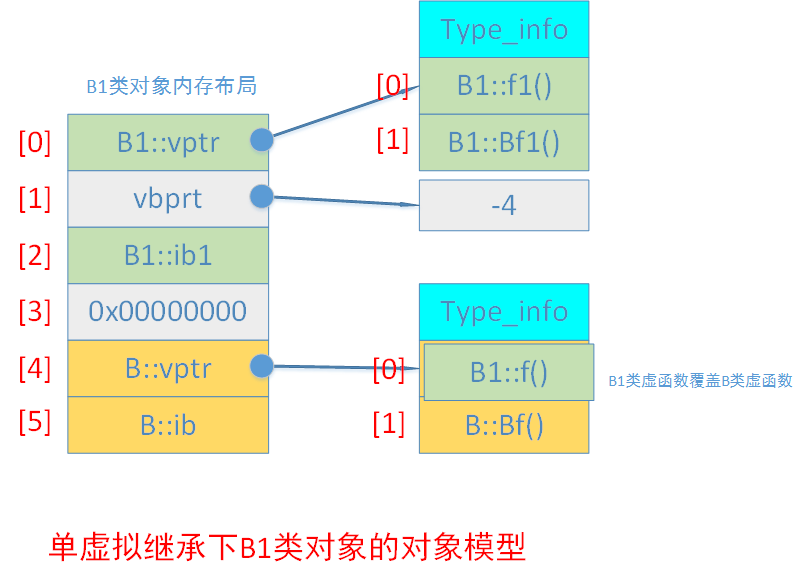 Type_info
B1类对象内存布局
[0]
B1::f1()
[0]
B1::vptr
[1]
B1::Bf1()
[1]
vbprt
-4
[2]
B1::ib1
[3]
0x00000000
Type_info
[4]
B::vptr
[0]
B1::f()
B1类虚函数覆盖B类虚函数
[5]
B::ib
[1]
B::Bf()
单虚拟继承下B1类对象的对象模型